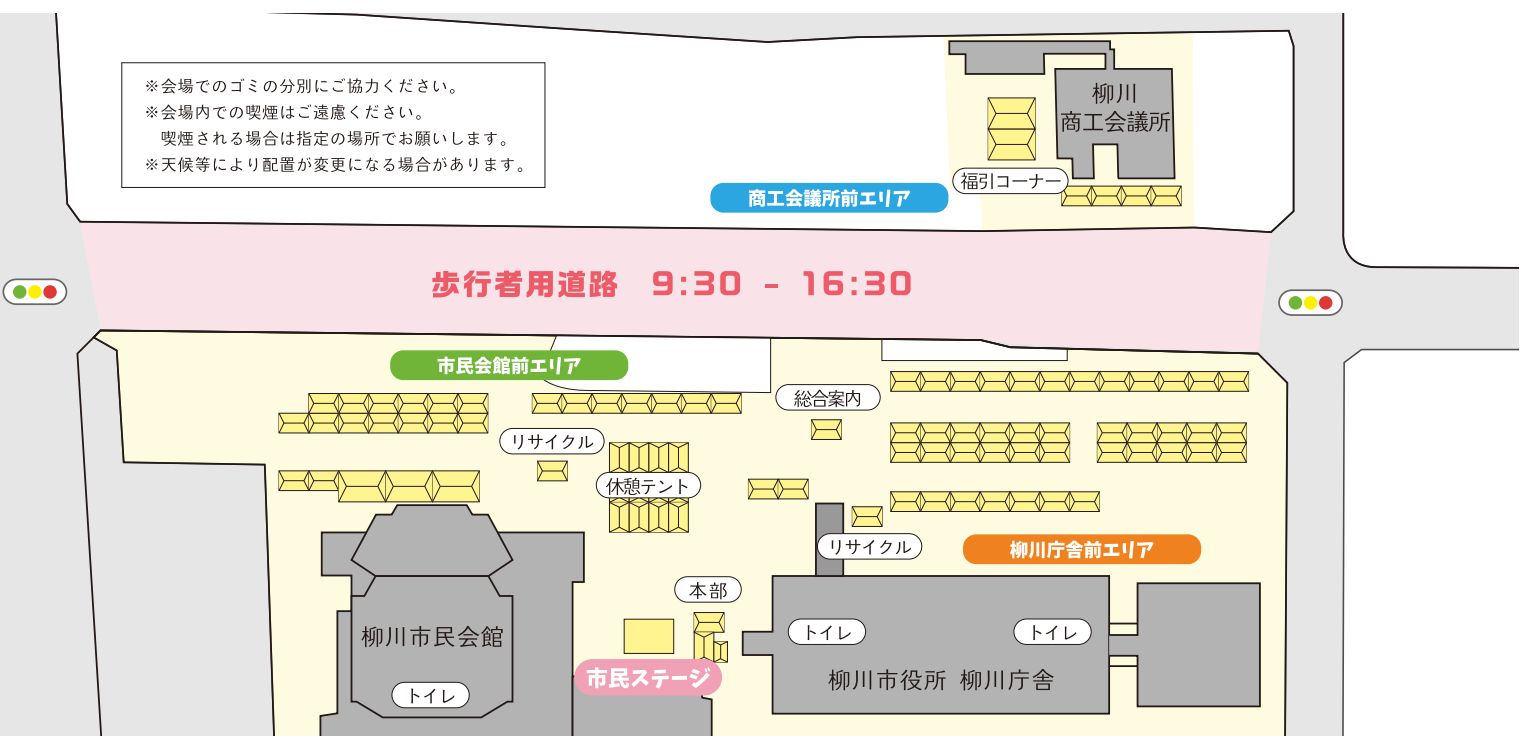 ※会場でのゴミの分別にご協力ください。
※会場内での喫煙はご遠慮ください。
喫煙される場合は指定の場所でお願いします。
※天候等により配置が変更になる場合があります。
柳川
商工会議所
福引コーナー
商工会議所前エリア
歩行者用道路 9:30 - 16:30
市民会館前エリア
総合案内
リサイクル
休憩テント
リサイクル
柳川庁舎前エリア
本部
トイレ
トイレ
柳川市民会館
市民ステージ
柳川市役所 柳川庁舎
トイレ